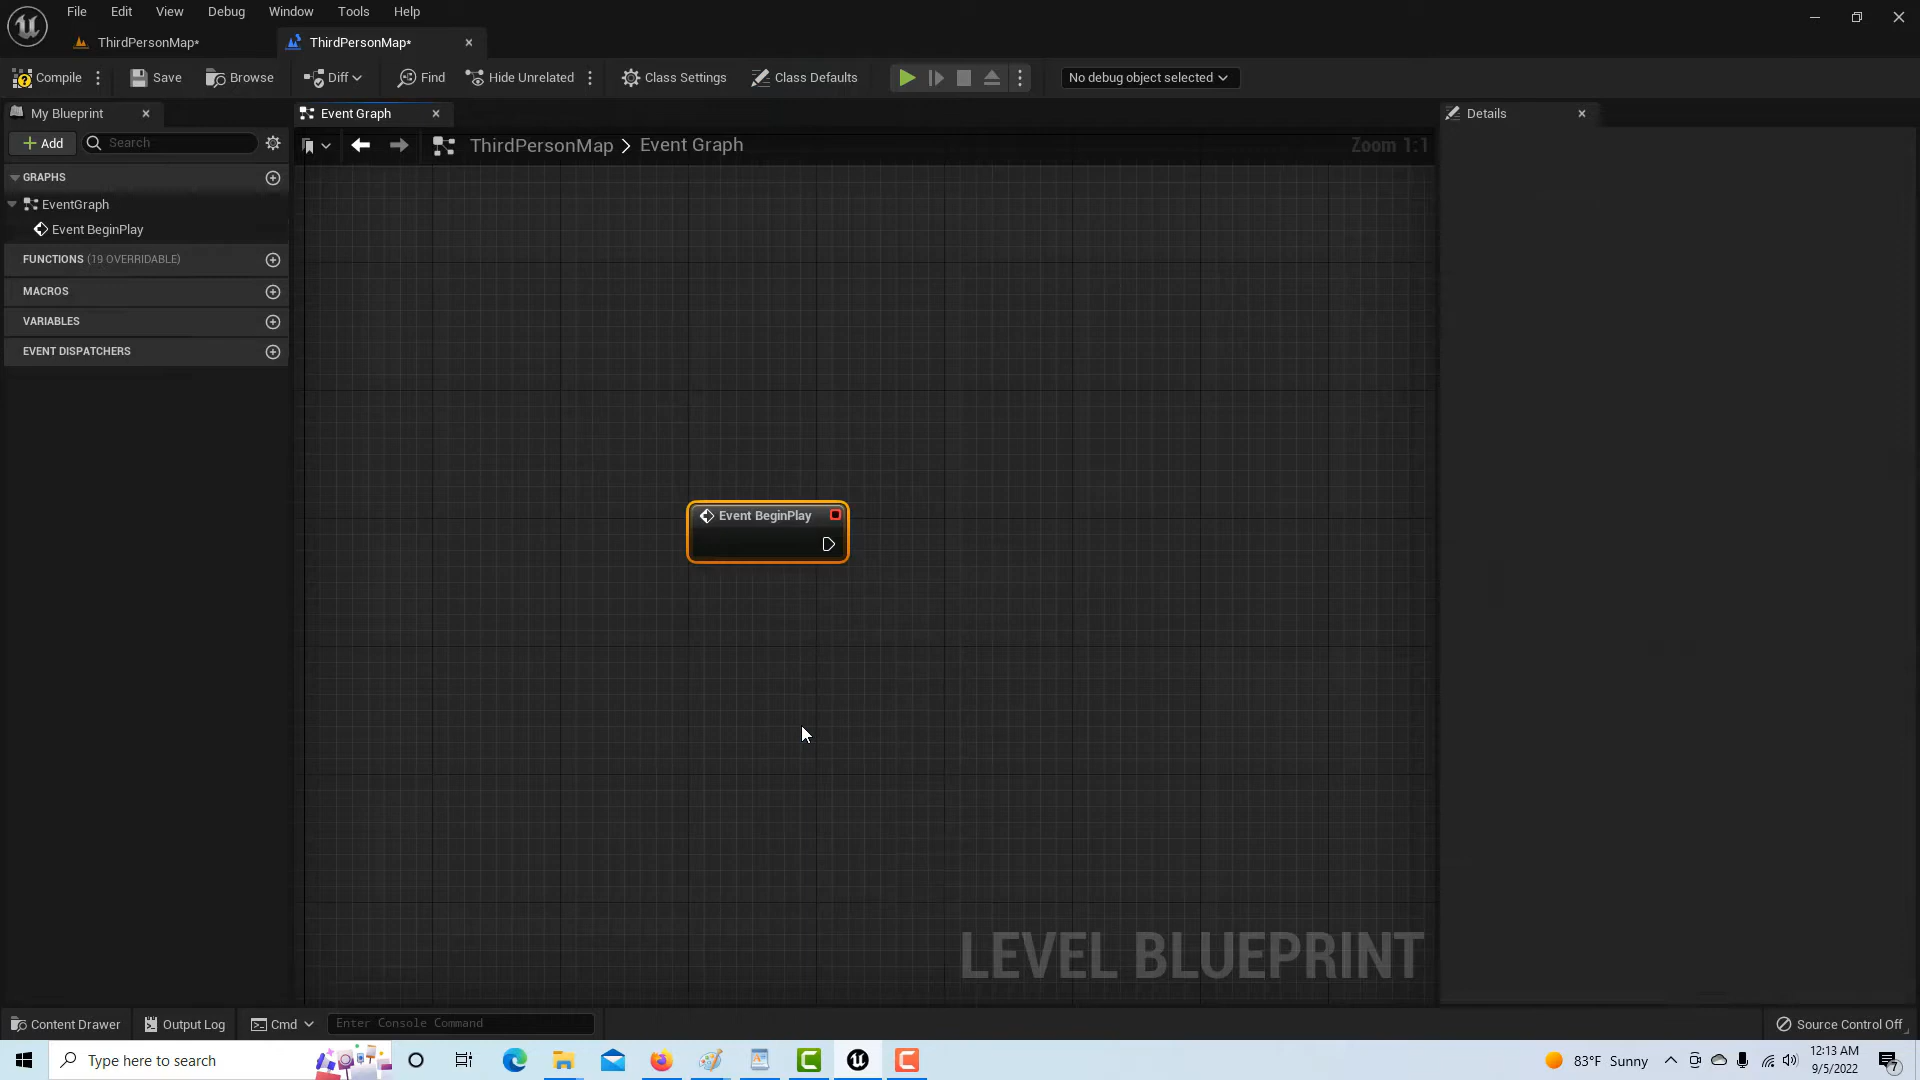 File Edit View Debug Window Tools Help
ThirdPersonMap* ThirdPersonMap*
Compile Save Browse Diff Find Hide Unrelated Class Settings Class Defaults No debug object selected
My Blueprint Event Graph Details
Add Search ThirdPersonMap > Event Graph Zoom 1:1
GRAPHS
EventGraph
Event BeginPlay
FUNCTIONS (19 OVERRIDABLE)
MACROS
VARIABLES
EVENT DISPATCHERS
Event BeginPlay
LEVEL BLUEPRINT
Content Drawer Output Log Cmd Enter Console Command Source Control Off
Type here to search 83°F Sunny 12:13 AM
9/5/2022 7